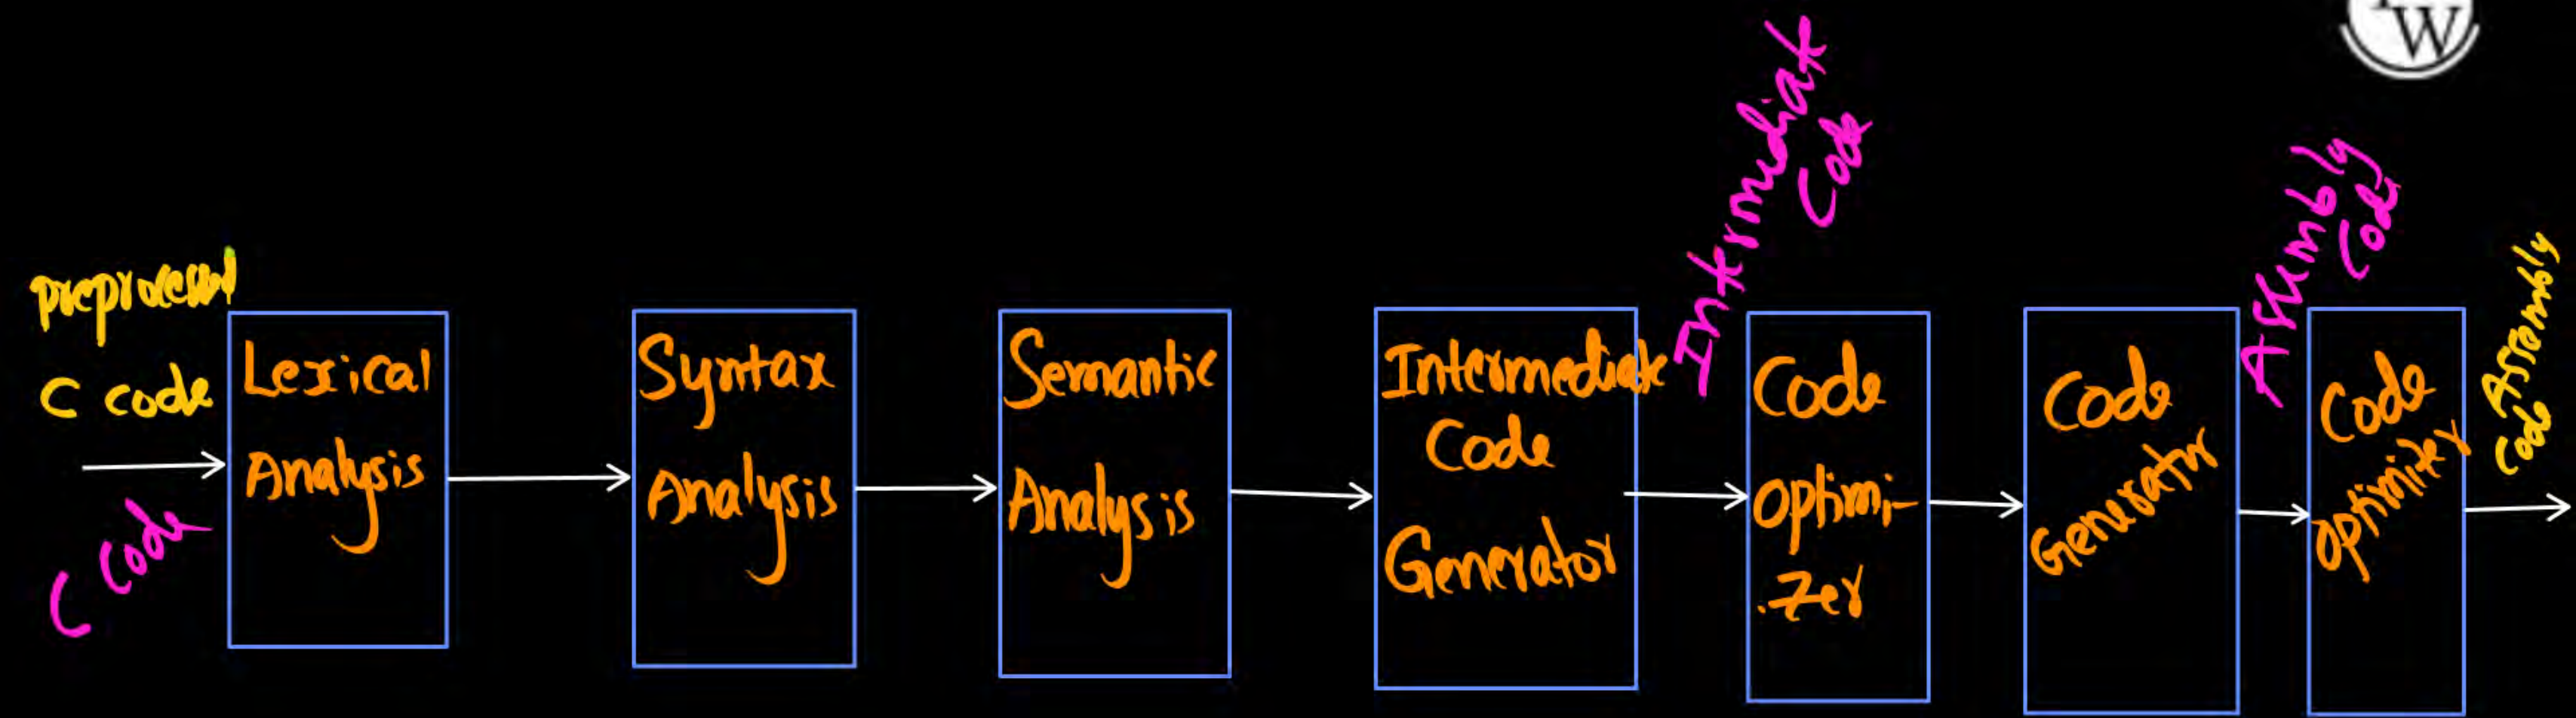 preprocessed
C code
C Code
Lexical
Analysis
Syntax
Analysis
Semantic
Analysis
Intermediate
Code
Generator
Intermediate
Code
Code
Optimi-
zer
Code
Generator
Assembly
Code
Code
Optimizer
Assembly
Code
W